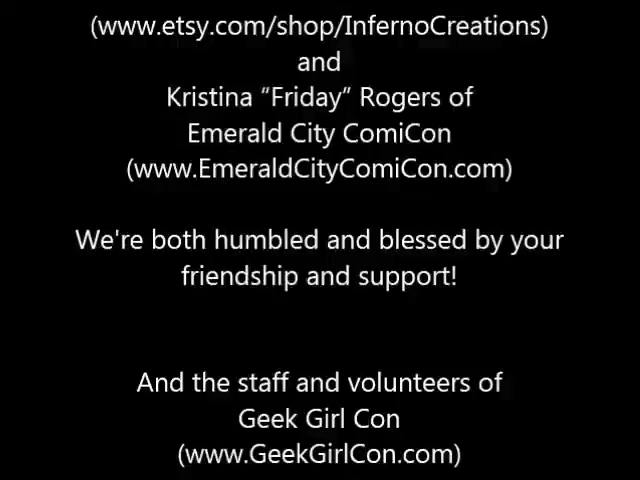 (www.etsy.com/shop/InfernoCreations)
and
Kristina “Friday” Rogers of
Emerald City ComiCon
(www.EmeraldCityComiCon.com)
We're both humbled and blessed by your
friendship and support!
And the staff and volunteers of
Geek Girl Con
(www.GeekGirlCon.com)